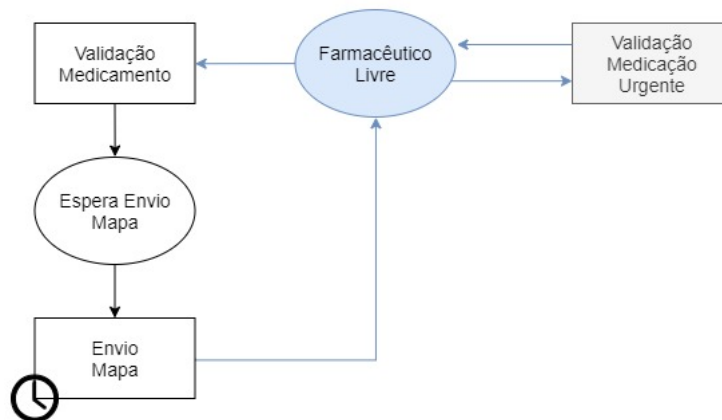 Validação
Medicamento
Farmacêutico
Livre
Validação
Medicação
Urgente
Espera Envio
Mapa
Envio
Mapa